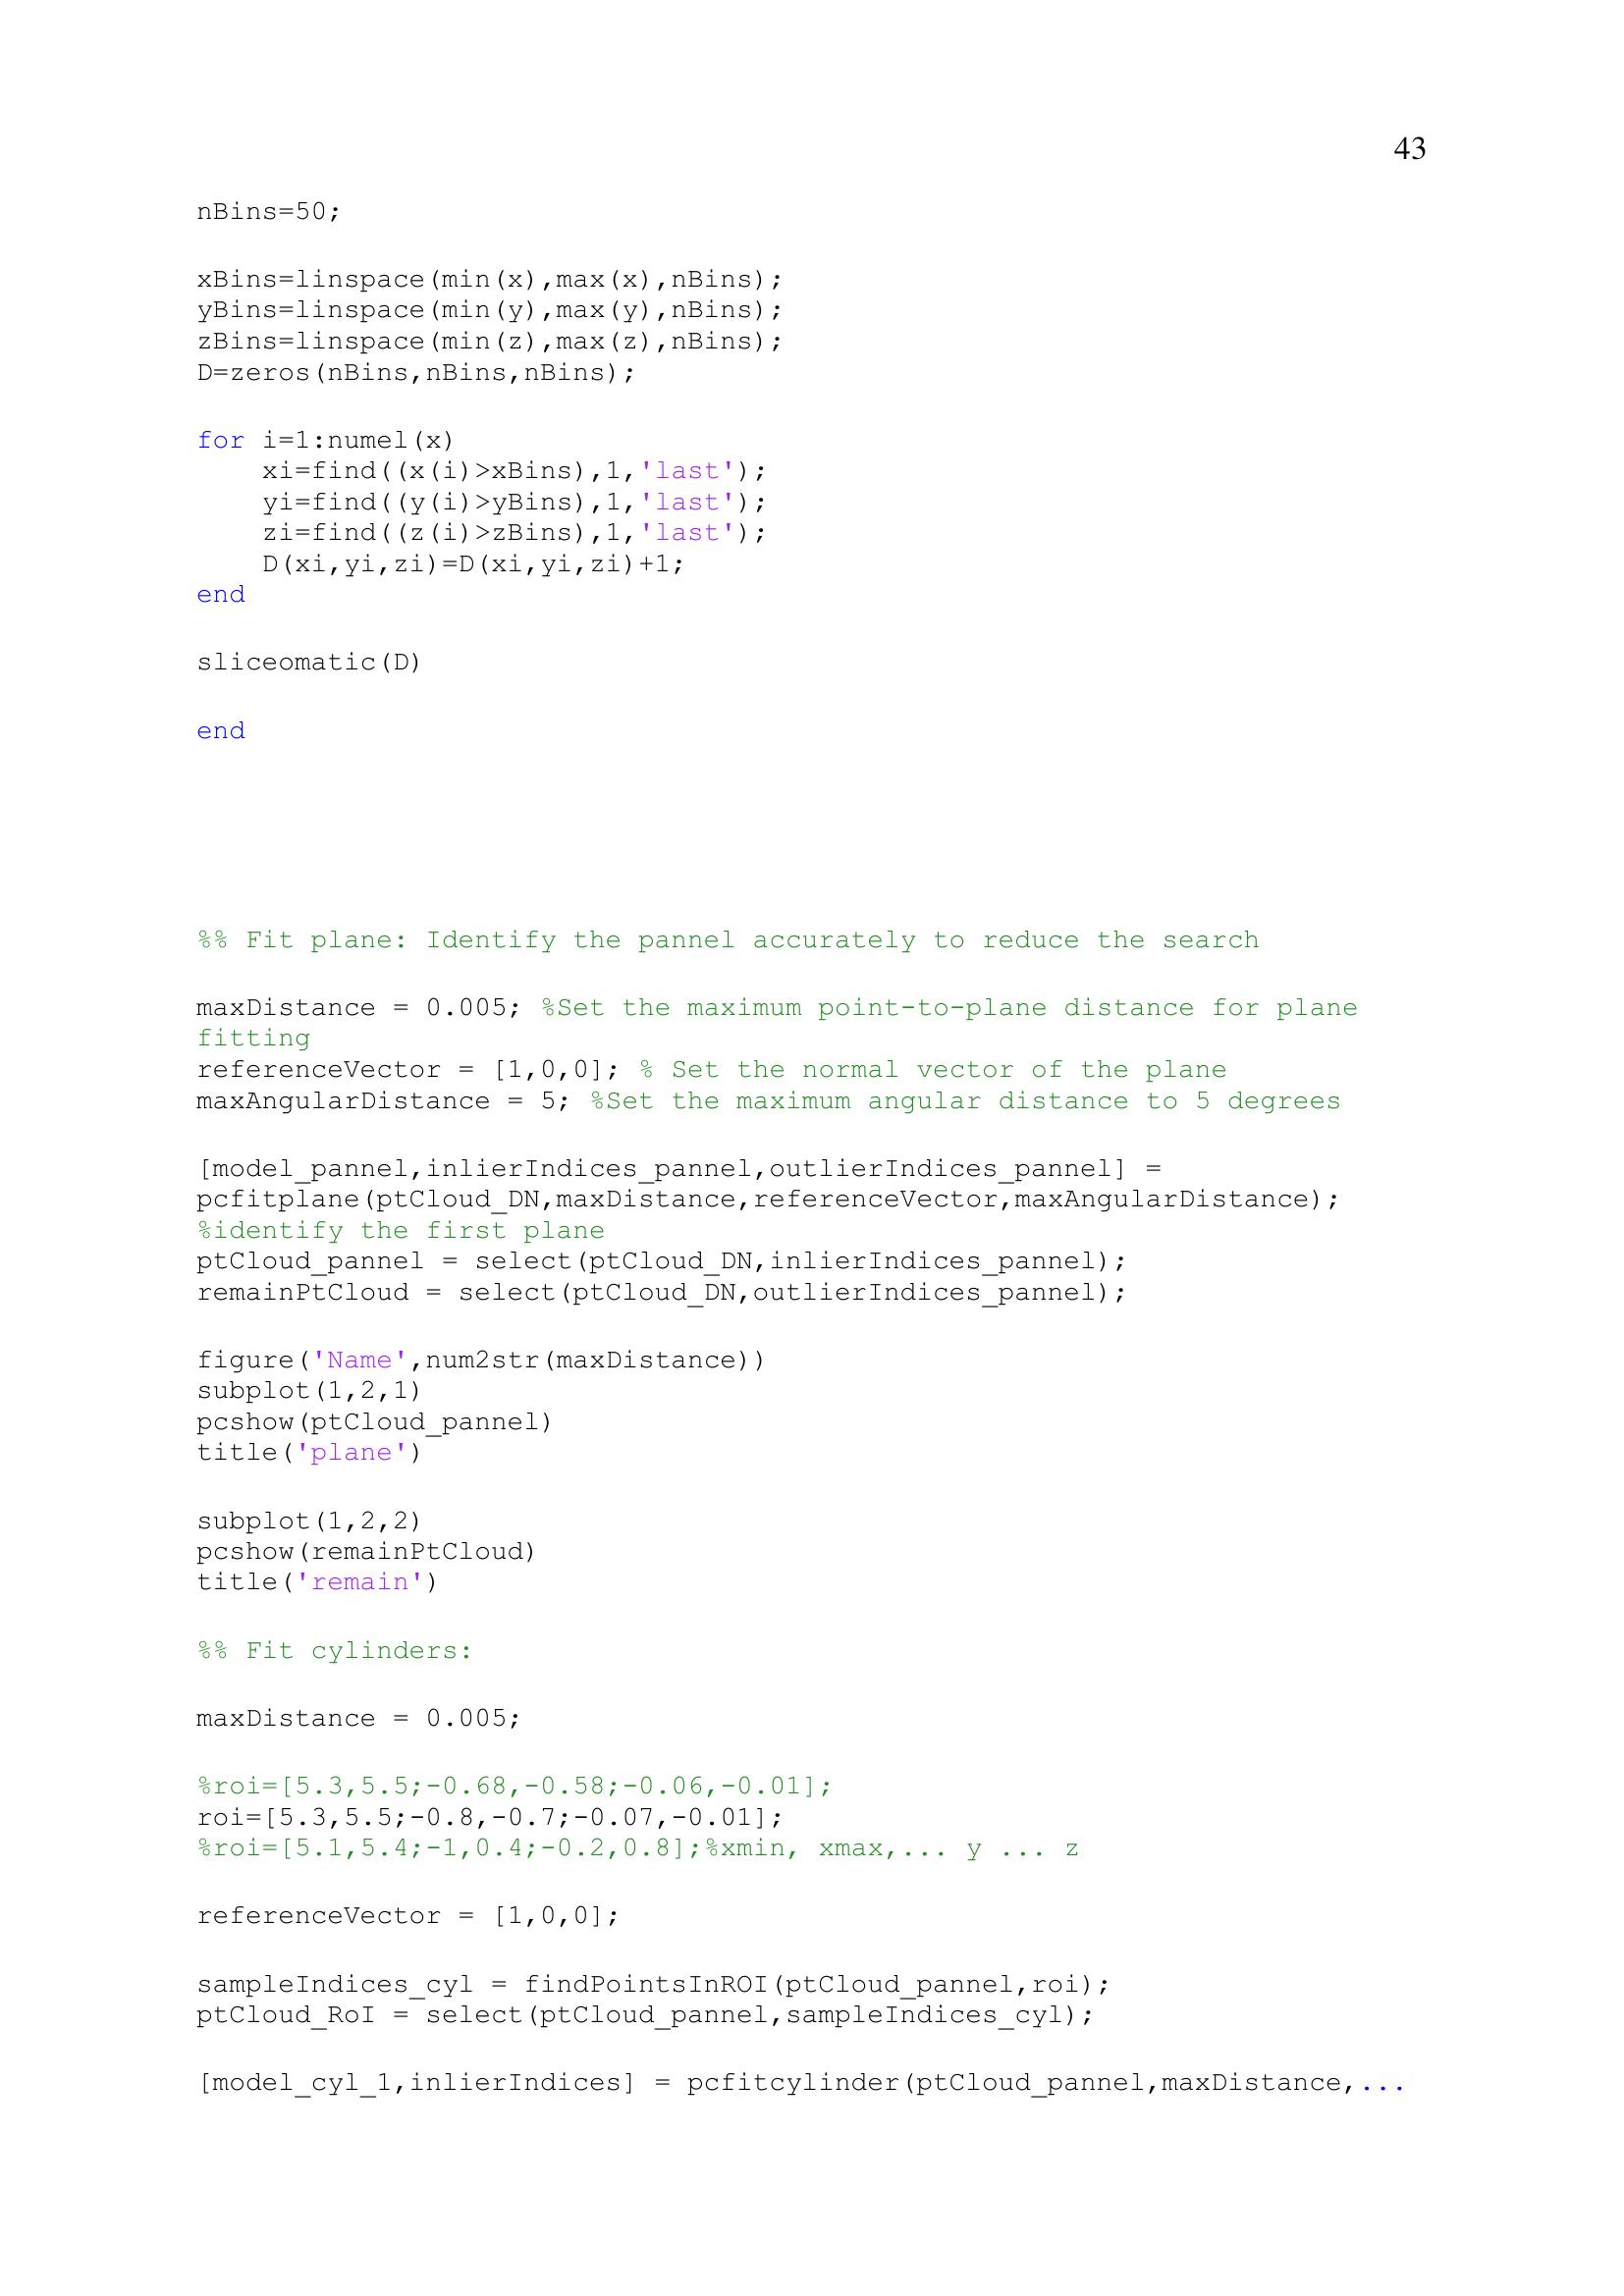 43
nBins=50;
xBins=linspace(min(x),max(x),nBins);
yBins=linspace(min(y),max(y),nBins);
zBins=linspace(min(z),max(z),nBins);
D=zeros(nBins,nBins,nBins);
for i=1:numel(x)
    xi=find((x(i)>xBins),1,'last');
    yi=find((y(i)>yBins),1,'last');
    zi=find((z(i)>zBins),1,'last');
    D(xi,yi,zi)=D(xi,yi,zi)+1;
end
sliceomatic(D)
end
%% Fit plane: Identify the pannel accurately to reduce the search
maxDistance = 0.005; %Set the maximum point-to-plane distance for plane
fitting
referenceVector = [1,0,0]; % Set the normal vector of the plane
maxAngularDistance = 5; %Set the maximum angular distance to 5 degrees
[model_pannel,inlierIndices_pannel,outlierIndices_pannel] =
pcfitplane(ptCloud_DN,maxDistance,referenceVector,maxAngularDistance);
%identify the first plane
ptCloud_pannel = select(ptCloud_DN,inlierIndices_pannel);
remainPtCloud = select(ptCloud_DN,outlierIndices_pannel);
figure('Name',num2str(maxDistance))
subplot(1,2,1)
pcshow(ptCloud_pannel)
title('plane')
subplot(1,2,2)
pcshow(remainPtCloud)
title('remain')
%% Fit cylinders:
maxDistance = 0.005;
%roi=[5.3,5.5;-0.68,-0.58;-0.06,-0.01];
roi=[5.3,5.5;-0.8,-0.7;-0.07,-0.01];
%roi=[5.1,5.4;-1,0.4;-0.2,0.8];%xmin, xmax,... y ... z
referenceVector = [1,0,0];
sampleIndices_cyl = findPointsInROI(ptCloud_pannel,roi);
ptCloud_RoI = select(ptCloud_pannel,sampleIndices_cyl);
[model_cyl_1,inlierIndices] = pcfitcylinder(ptCloud_pannel,maxDistance,...